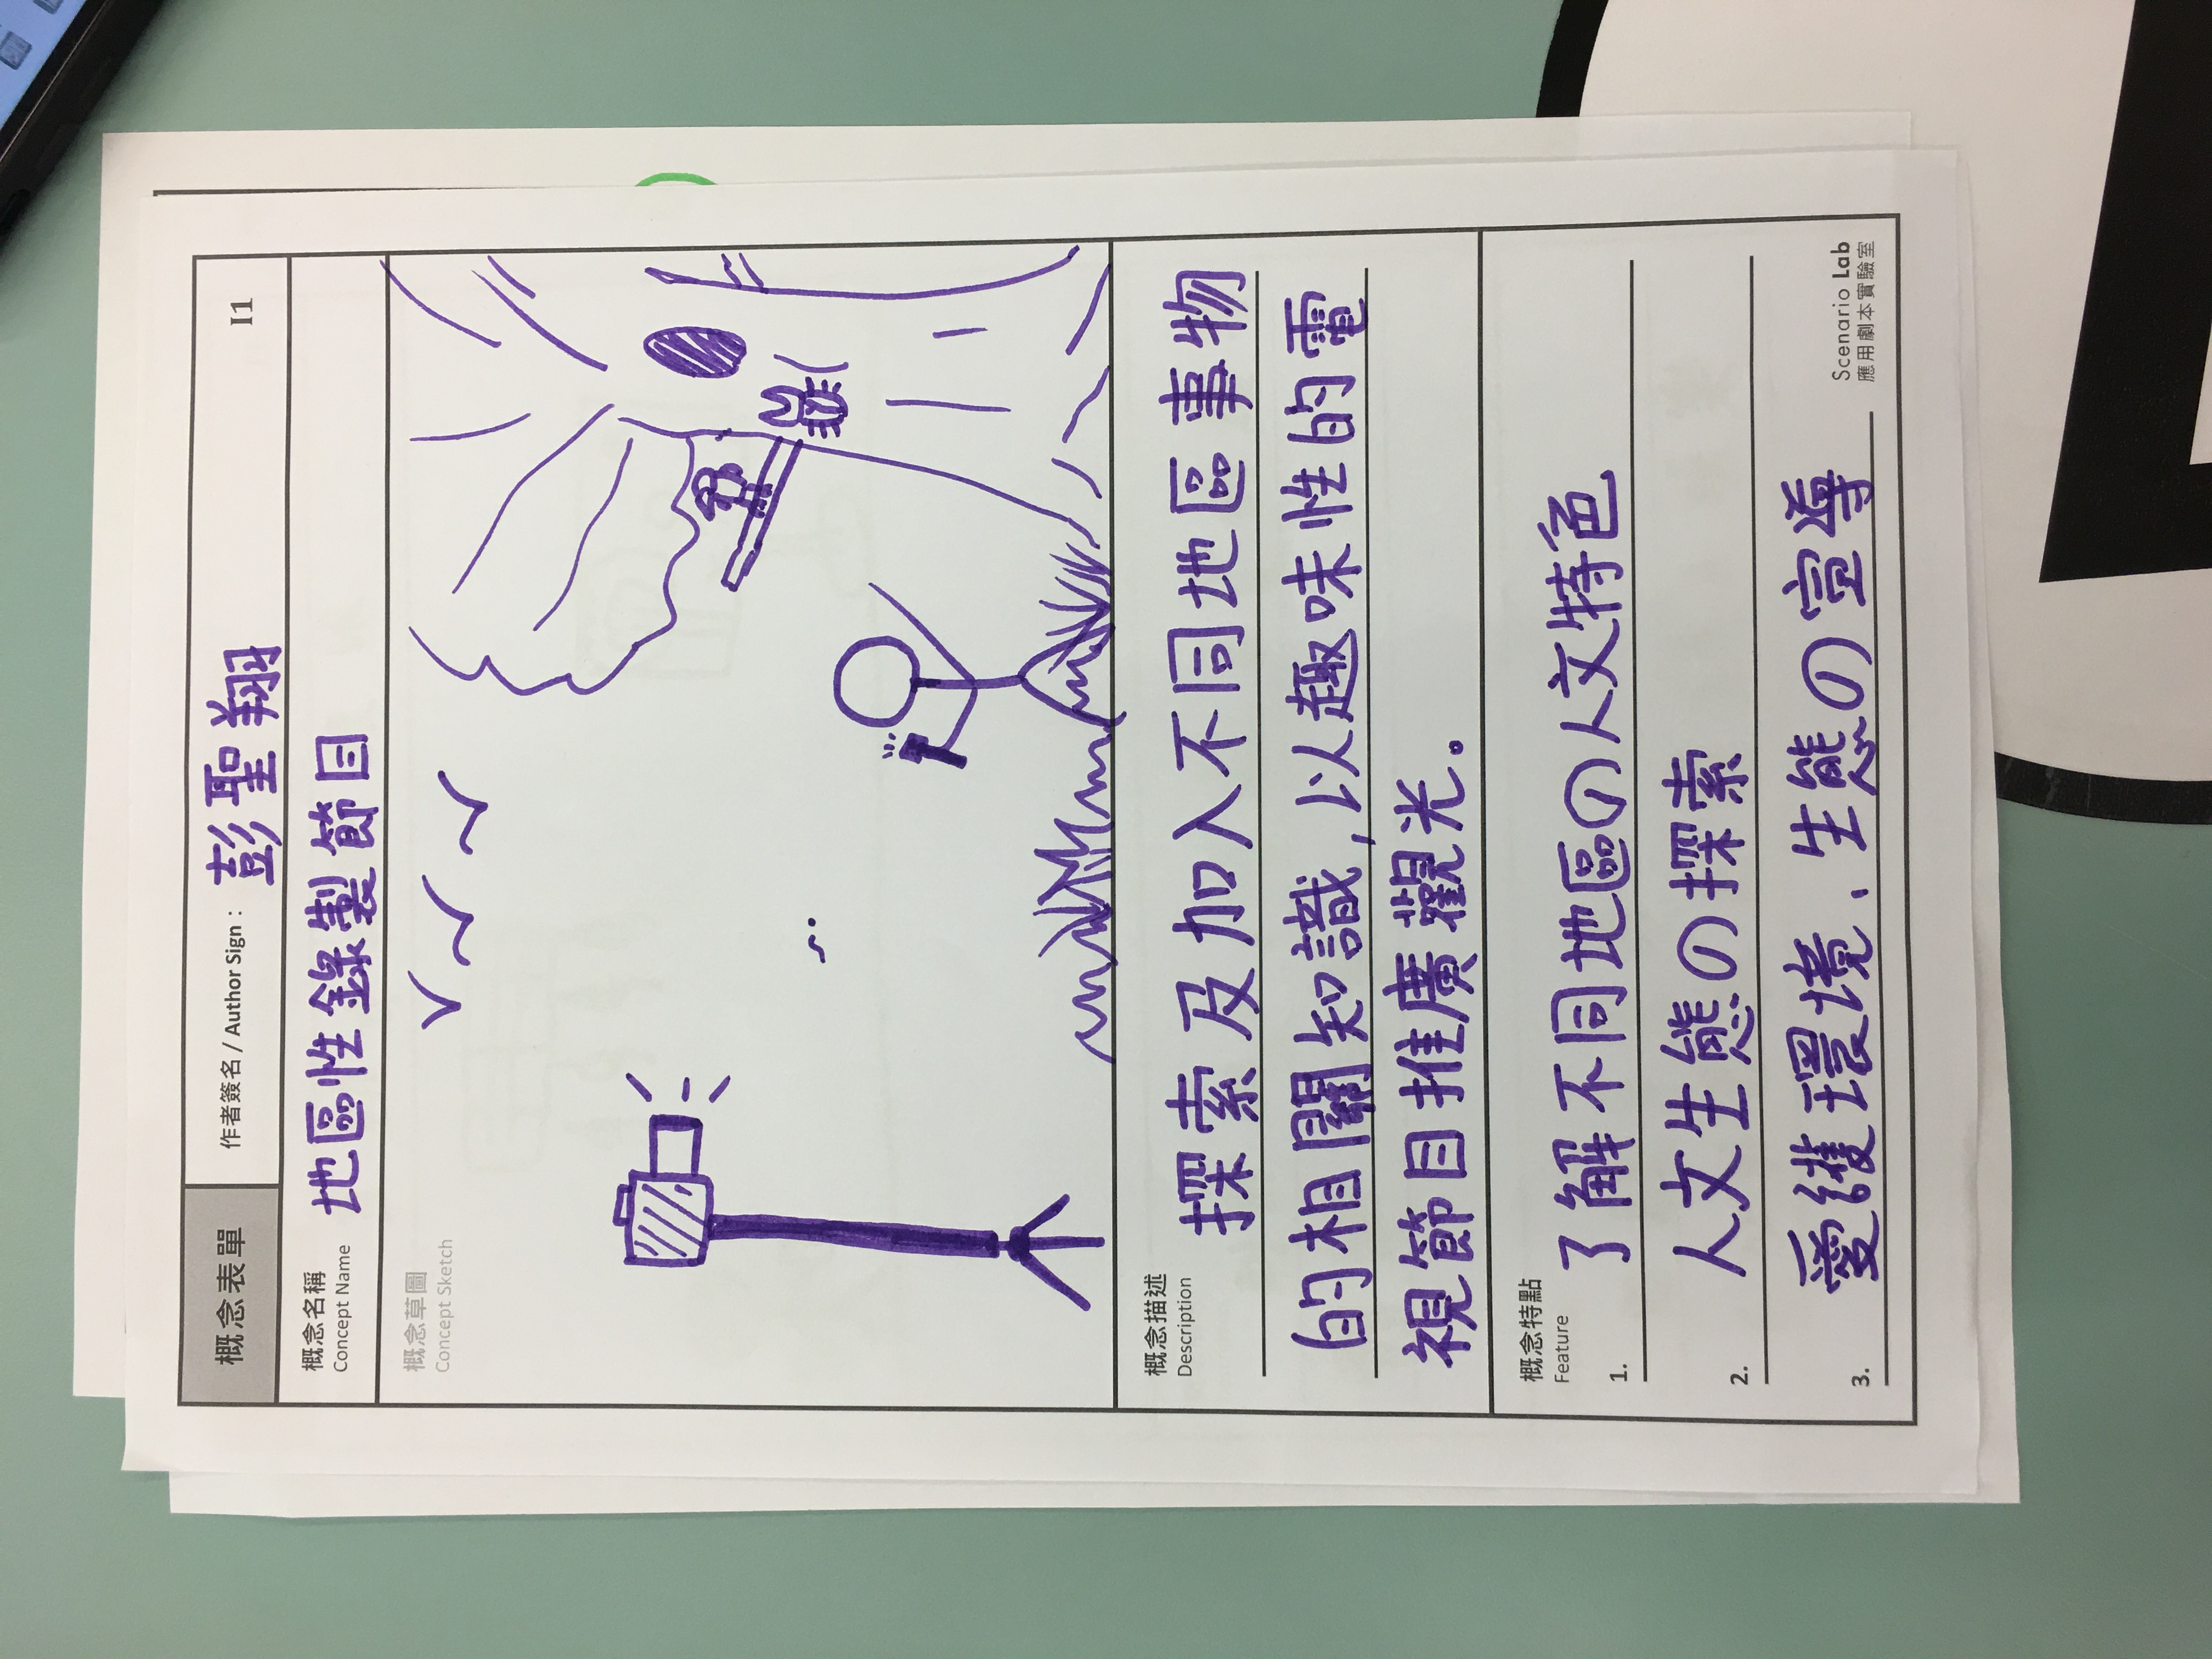 概念表單
作者簽名 / Author Sign： 彭聖翔
I1
概念名稱
Concept Name
地區性錄製節目
概念草圖
Concept Sketch
概念描述
Description
探索及加入不同地區事物
的相關知識,以趣味性的電
視節目推廣觀光。
概念特點
Feature
1. 了解不同地區の人文特色
2. 人文生態の探索
3. 愛護環境、生態の宣導
Scenario Lab
應用劇本實驗室